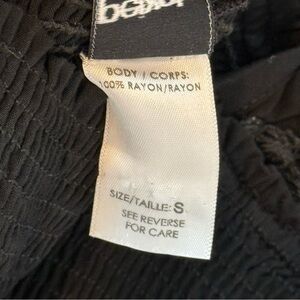 BODY / CORPS:
100% RAYON/RAYON
SIZE/TAILLE: S
SEE REVERSE
FOR CARE